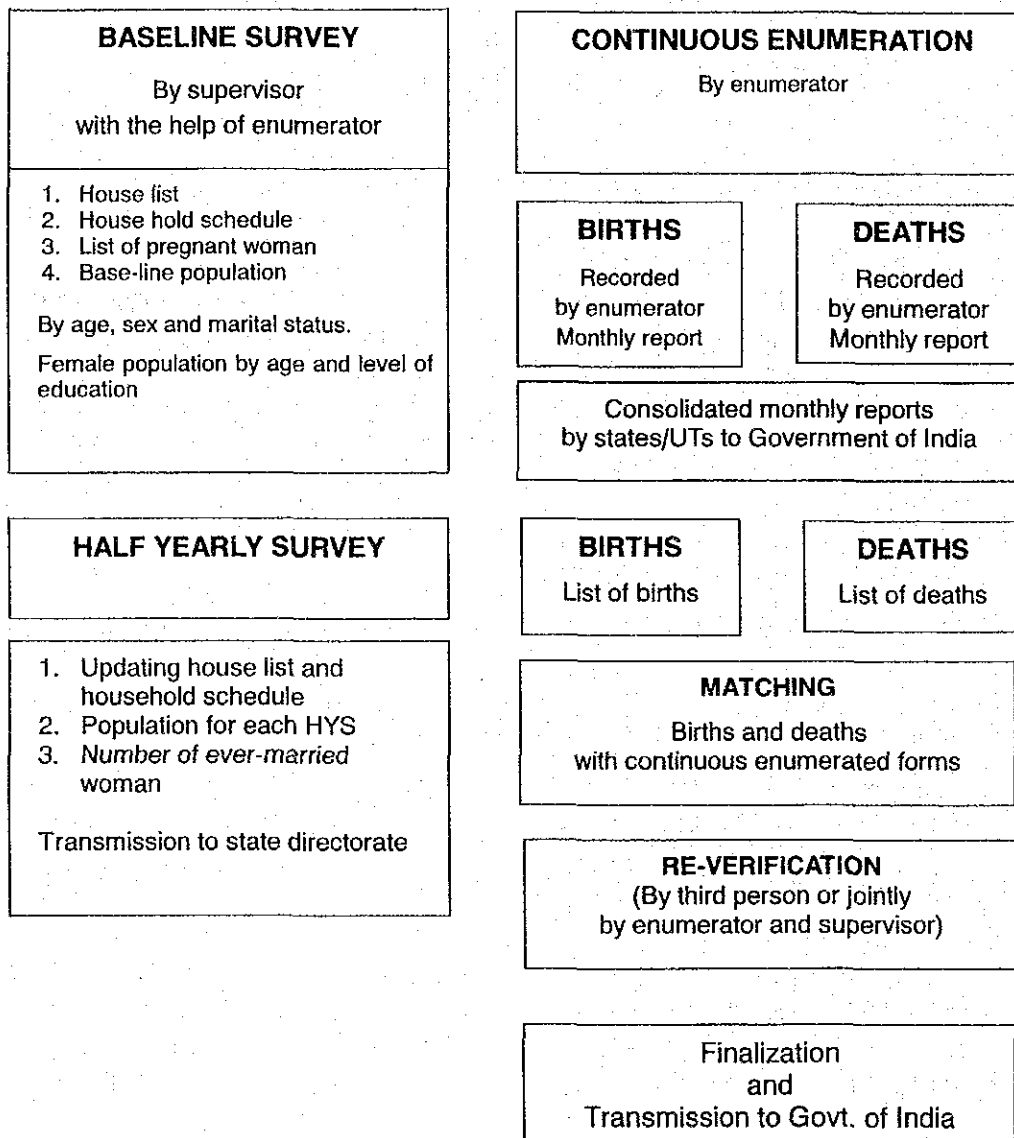 BASELINE SURVEY
By supervisor
with the help of enumerator
1. House list
2. House hold schedule
3. List of pregnant woman
4. Base-line population
By age, sex and marital status.
Female population by age and level of
education
HALF YEARLY SURVEY
1. Updating house list and
household schedule
2. Population for each HYS
3. Number of ever-married
woman
Transmission to state directorate
CONTINUOUS ENUMERATION
By enumerator
BIRTHS
Recorded
by enumerator
Monthly report
DEATHS
Recorded
by enumerator
Monthly report
Consolidated monthly reports
by states/UTs to Government of India
BIRTHS
List of births
DEATHS
List of deaths
MATCHING
Births and deaths
with continuous enumerated forms
RE-VERIFICATION
(By third person or jointly
by enumerator and supervisor)
Finalization
and
Transmission to Govt. of India